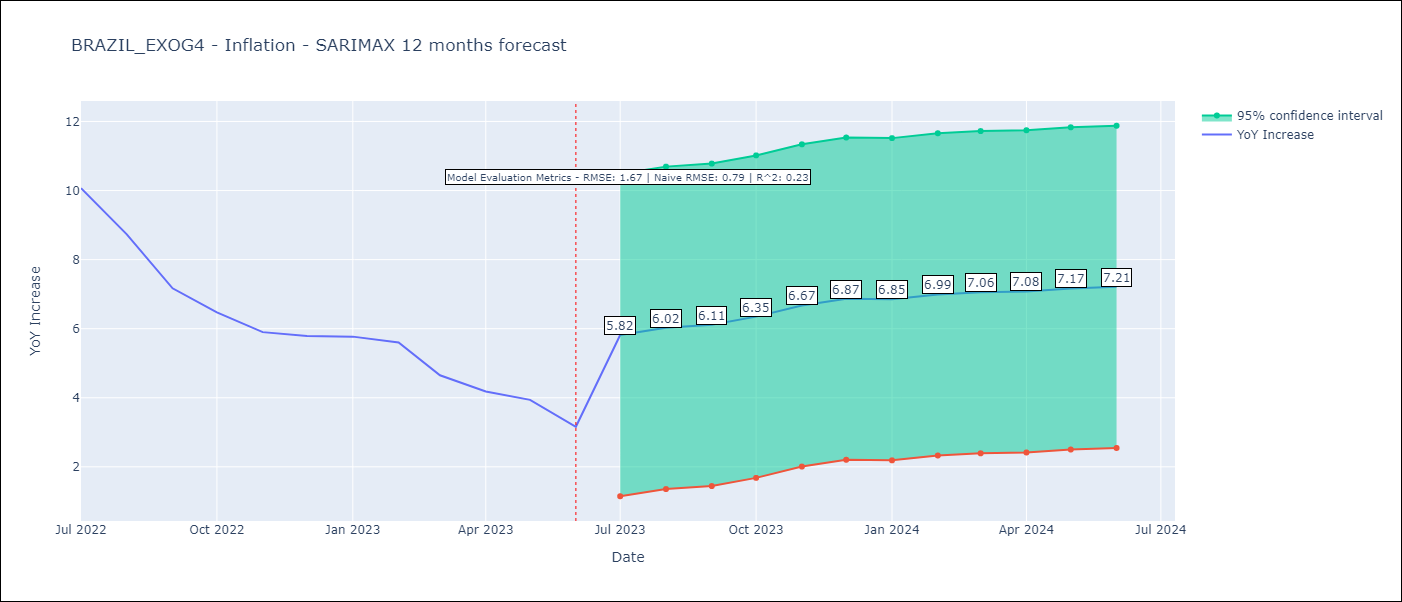 BRAZIL_EXOG4 - Inflation - SARIMAX 12 months forecast
95% confidence interval
YoY Increase
Model Evaluation Metrics - RMSE: 1.67 | Naive RMSE: 0.79 | R^2: 0.23
12
10
8
6
4
2
YoY Increase
5.82
6.02
6.11
6.35
6.67
6.87
6.85
6.99
7.06
7.08
7.17
7.21
Jul 2022
Oct 2022
Jan 2023
Apr 2023
Jul 2023
Oct 2023
Jan 2024
Apr 2024
Jul 2024
Date